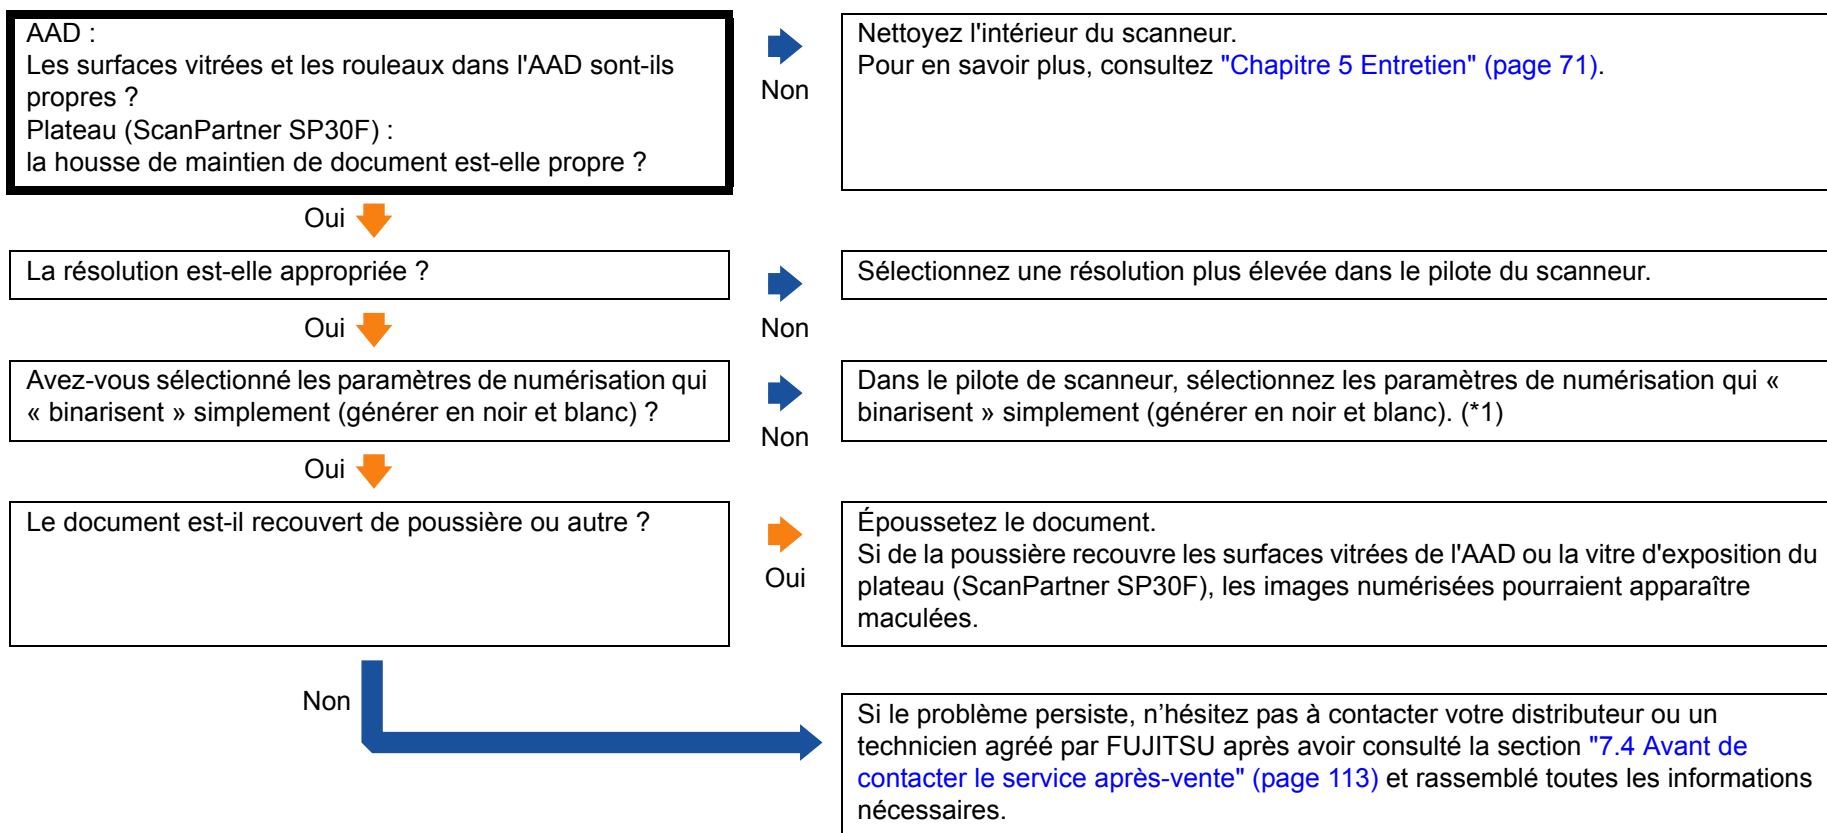 AAD :
Les surfaces vitrées et les rouleaux dans l'AAD sont-ils
propres ?
Plateau (ScanPartner SP30F) :
la housse de maintien de document est-elle propre ?
Non
Nettoyez l'intérieur du scanneur.
Pour en savoir plus, consultez "Chapitre 5 Entretien" (page 71).
Oui
La résolution est-elle appropriée ?
Non
Sélectionnez une résolution plus élevée dans le pilote du scanneur.
Oui
Avez-vous sélectionné les paramètres de numérisation qui
« binarisent » simplement (générer en noir et blanc) ?
Non
Dans le pilote de scanneur, sélectionnez les paramètres de numérisation qui «
binarisent » simplement (générer en noir et blanc). (*1)
Oui
Le document est-il recouvert de poussière ou autre ?
Oui
Époussetez le document.
Si de la poussière recouvre les surfaces vitrées de l'AAD ou la vitre d'exposition du
plateau (ScanPartner SP30F), les images numérisées pourraient apparaître
maculées.
Non
Si le problème persiste, n’hésitez pas à contacter votre distributeur ou un
technicien agréé par FUJITSU après avoir consulté la section "7.4 Avant de
contacter le service après-vente" (page 113) et rassemblé toutes les informations
nécessaires.